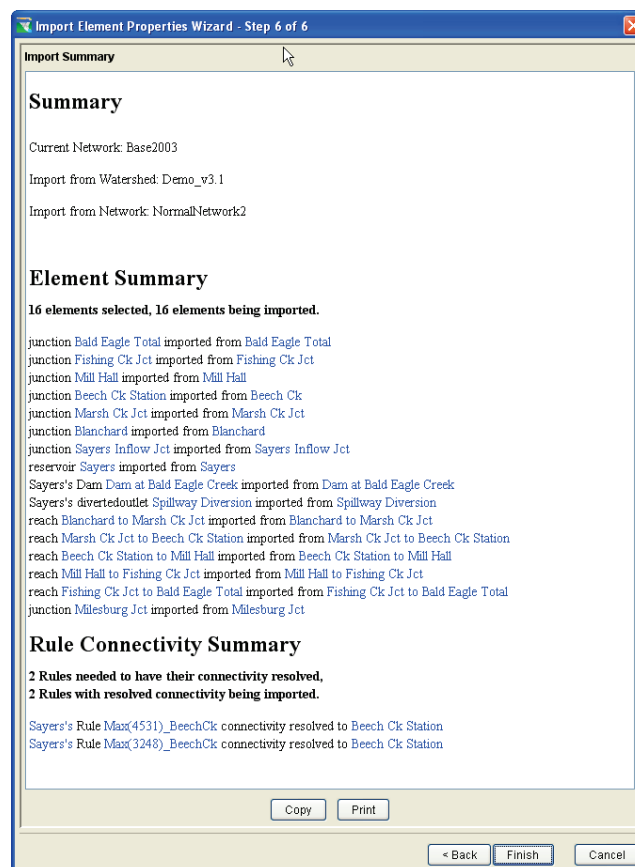 Import Element Properties Wizard - Step 6 of 6
Import Summary
Summary
Current Network: Base2003
Import from Watershed: Demo_v3.1
Import from Network: NormalNetwork2
Element Summary
16 elements selected, 16 elements being imported.
junction Bald Eagle Total imported from Bald Eagle Total
junction Fishing Ck Jct imported from Fishing Ck Jct
junction Mill Hall imported from Mill Hall
junction Beech Ck Station imported from Beech Ck
junction Marsh Ck Jct imported from Marsh Ck Jct
junction Blanchard imported from Blanchard
junction Sayers Inflow Jct imported from Sayers Inflow Jct
reservoir Sayers imported from Sayers
Sayers's Dam Dam at Bald Eagle Creek imported from Dam at Bald Eagle Creek
Sayers's divertedoutlet Spillway Diversion imported from Spillway Diversion
reach Blanchard to Marsh Ck Jct imported from Blanchard to Marsh Ck Jct
reach Marsh Ck Jct to Beech Ck Station imported from Marsh Ck Jct to Beech Ck Station
reach Beech Ck Station to Mill Hall imported from Beech Ck Station to Mill Hall
reach Mill Hall to Fishing Ck Jct imported from Mill Hall to Fishing Ck Jct
reach Fishing Ck Jct to Bald Eagle Total imported from Fishing Ck Jct to Bald Eagle Total
junction Milesburg Jct imported from Milesburg Jct
Rule Connectivity Summary
2 Rules needed to have their connectivity resolved,
2 Rules with resolved connectivity being imported.
Sayers's Rule Max(4531)_BeechCk connectivity resolved to Beech Ck Station
Sayers's Rule Max(3248)_BeechCk connectivity resolved to Beech Ck Station
Copy Print
< Back Finish Cancel